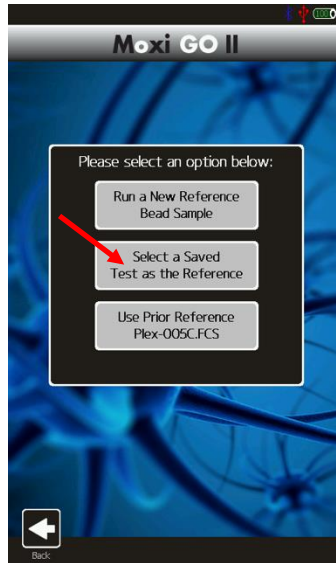 100
Moxi GO II
Please select an option below:
Run a New Reference
Bead Sample
Select a Saved
Test as the Reference
Use Prior Reference
Plex-005C.FCS
Back